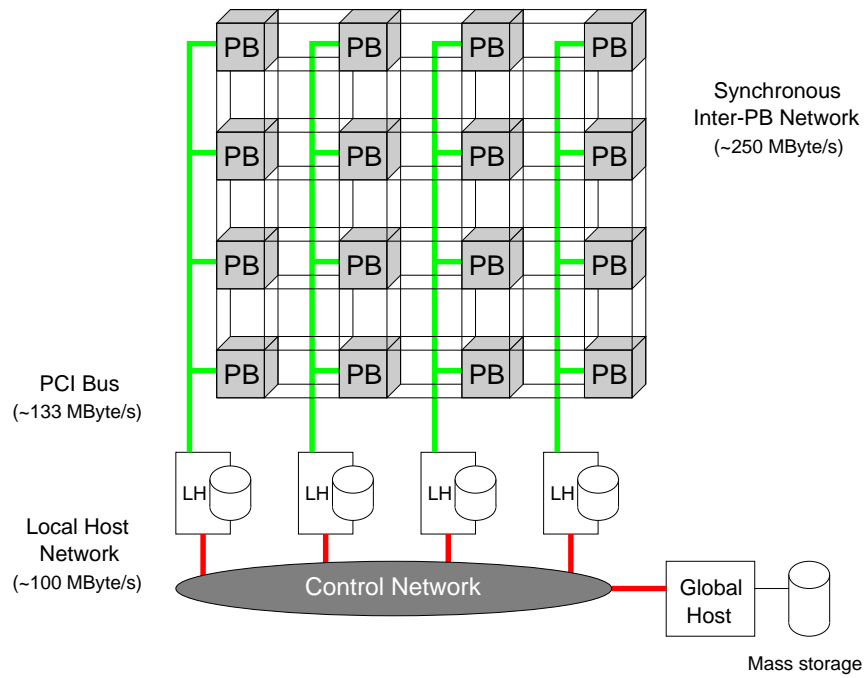 PB PB PB PB
Synchronous
Inter-PB Network
(~250 MByte/s)
PB PB PB PB
PB PB PB PB
PB PB PB PB
PCI Bus
(~133 MByte/s)
LH LH LH LH
Local Host
Network
(~100 MByte/s)
Control Network
Global
Host
Mass storage